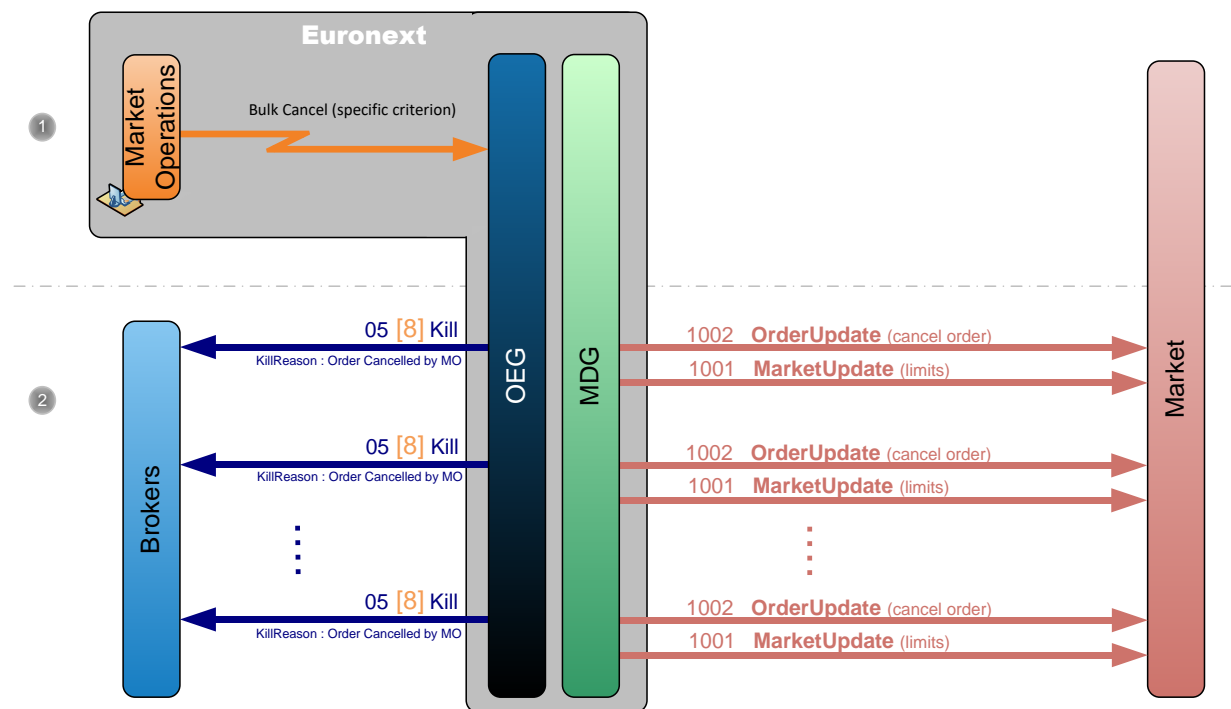 Euronext
Market Operations
Bulk Cancel (specific criterion)
1
OEG
MDG
Market
Brokers
2
05 [8] Kill
KillReason : Order Cancelled by MO
1002 OrderUpdate (cancel order)
1001 MarketUpdate (limits)
05 [8] Kill
KillReason : Order Cancelled by MO
1002 OrderUpdate (cancel order)
1001 MarketUpdate (limits)
05 [8] Kill
KillReason : Order Cancelled by MO
1002 OrderUpdate (cancel order)
1001 MarketUpdate (limits)